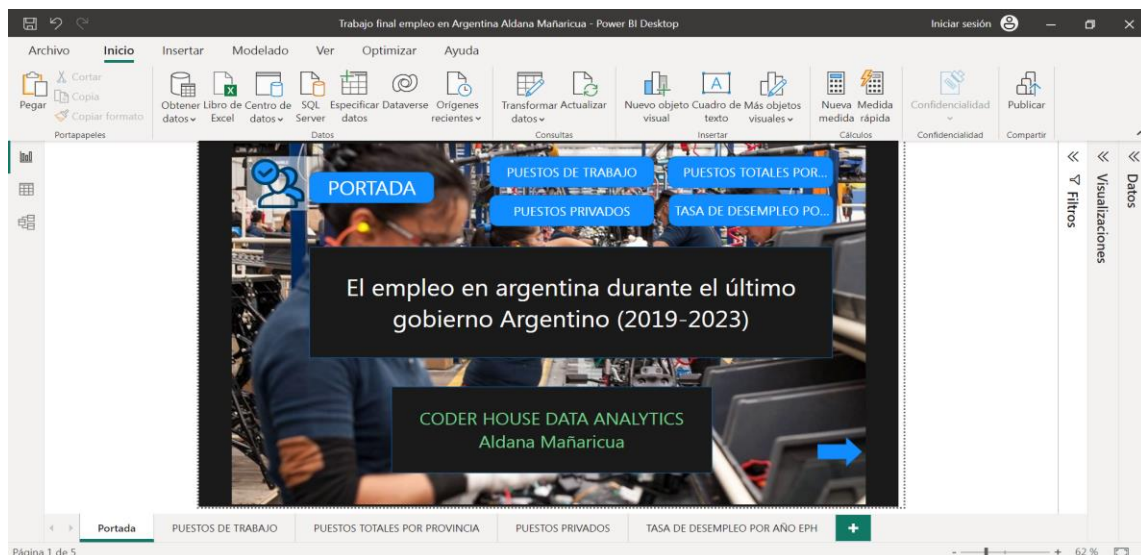 Trabajo final empleo en Argentina Aldana Mañaricua - Power BI Desktop
Iniciar sesión
Archivo Inicio Insertar Modelado Ver Optimizar Ayuda
Pegar
Cortar
Copia
Copiar formato
Portapapeles
Obtener datos
Libro de Excel
Centro de datos
SQL Server
Especificar datos
Dataverse
Orígenes recientes
Datos
Transformar datos
Actualizar
Consultas
Nuevo objeto visual
Cuadro de texto
Más objetos visuales
Insertar
Nueva medida
Medida rápida
Cálculos
Confidencialidad
Confidencialidad
Publicar
Compartir
PORTADA
PUESTOS DE TRABAJO
PUESTOS TOTALES POR...
PUESTOS PRIVADOS
TASA DE DESEMPLEO PO...
El empleo en argentina durante el último
gobierno Argentino (2019-2023)
CODER HOUSE DATA ANALYTICS
Aldana Mañaricua
Filtros
Visualizaciones
Datos
Portada
PUESTOS DE TRABAJO
PUESTOS TOTALES POR PROVINCIA
PUESTOS PRIVADOS
TASA DE DESEMPLEO POR AÑO EPH
Página 1 de 5
62 %